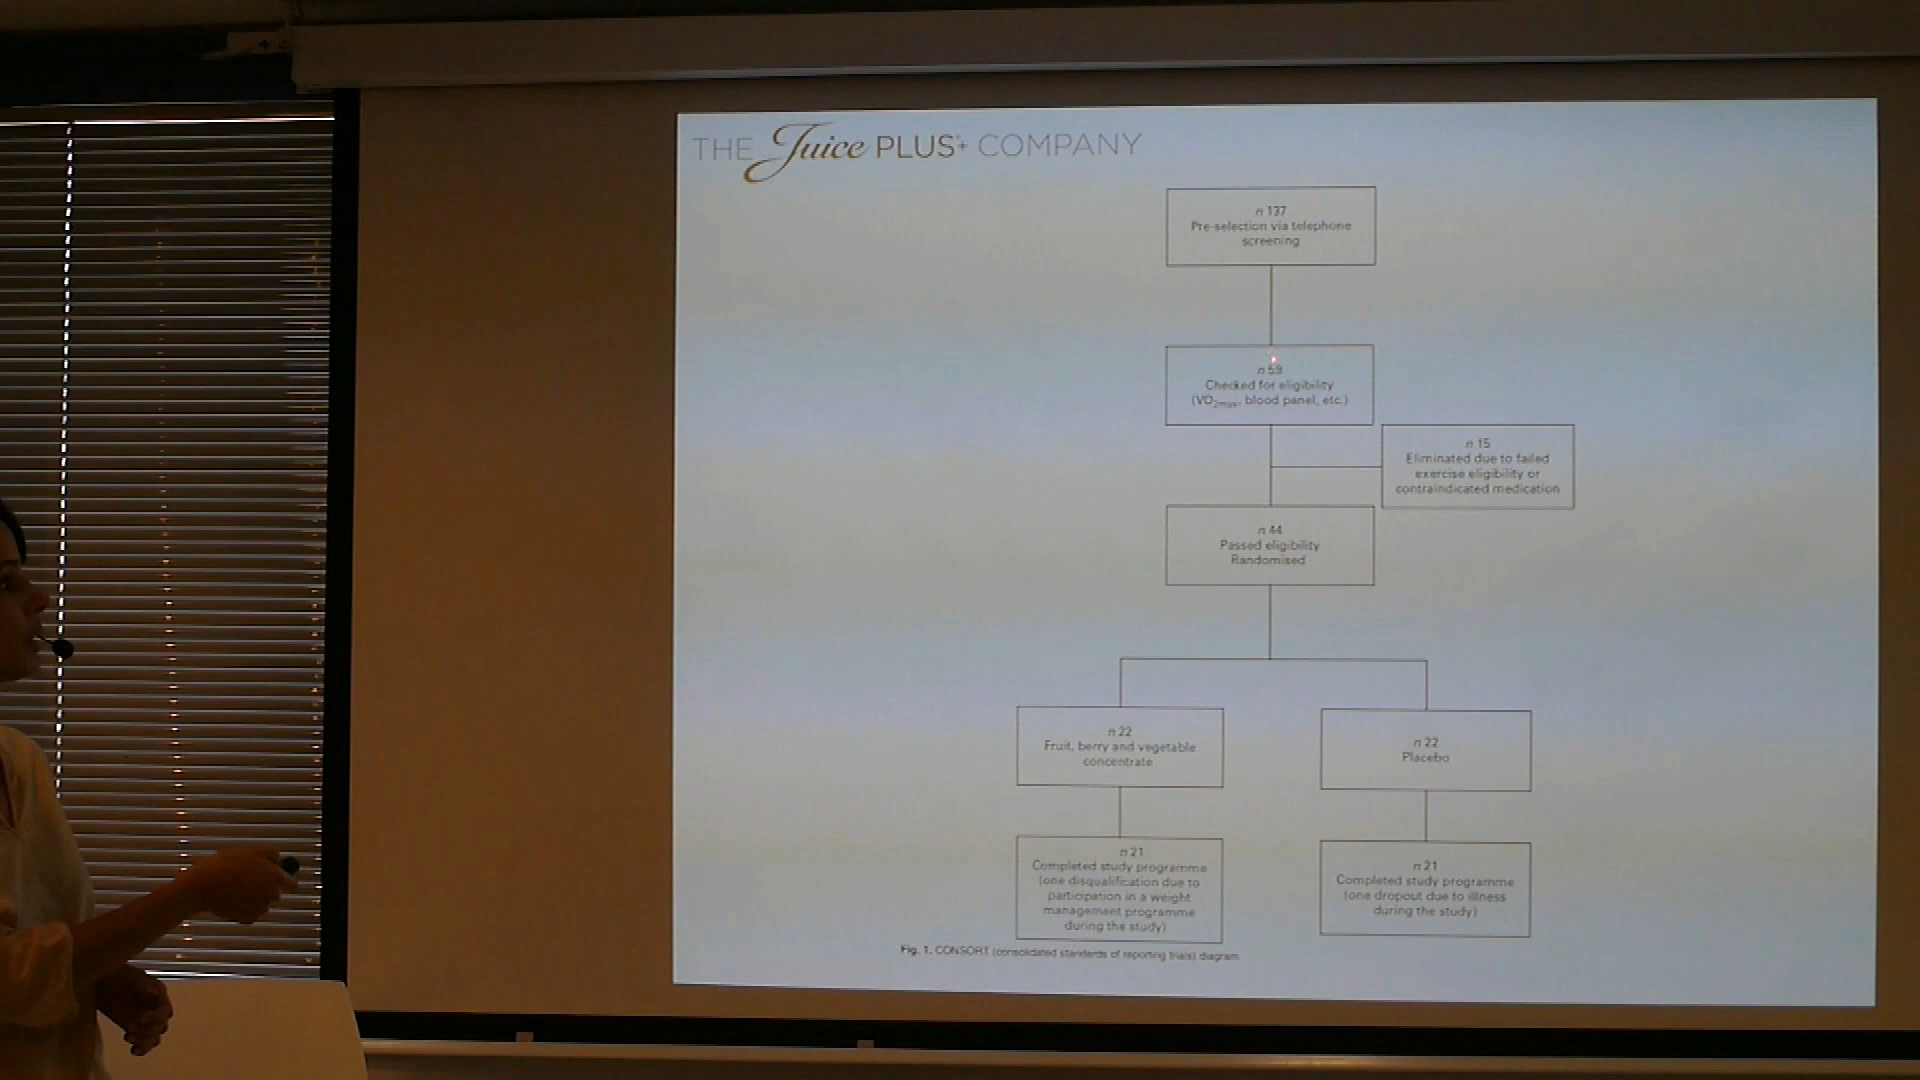 THE Juice PLUS+ COMPANY
n 137
Pre-selection via telephone
screening
n 59
Checked for eligibility
(VO2max, blood panel, etc.)
n 15
Eliminated due to failed
exercise eligibility or
contraindicated medication
n 44
Passed eligibility
Randomised
n 22
Fruit, berry and vegetable
concentrate
n 22
Placebo
n 21
Completed study programme
(one disqualification due to
participation in a weight
management programme
during the study)
n 21
Completed study programme
(one dropout due to illness
during the study)
Fig. 1. CONSORT (consolidated standards of reporting trials) diagram.